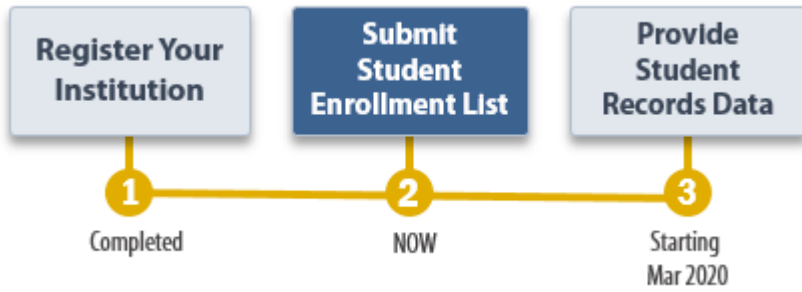 Register Your
Institution
Submit
Student
Enrollment List
Provide
Student
Records Data
1
2
3
Completed
NOW
Starting
Mar 2020